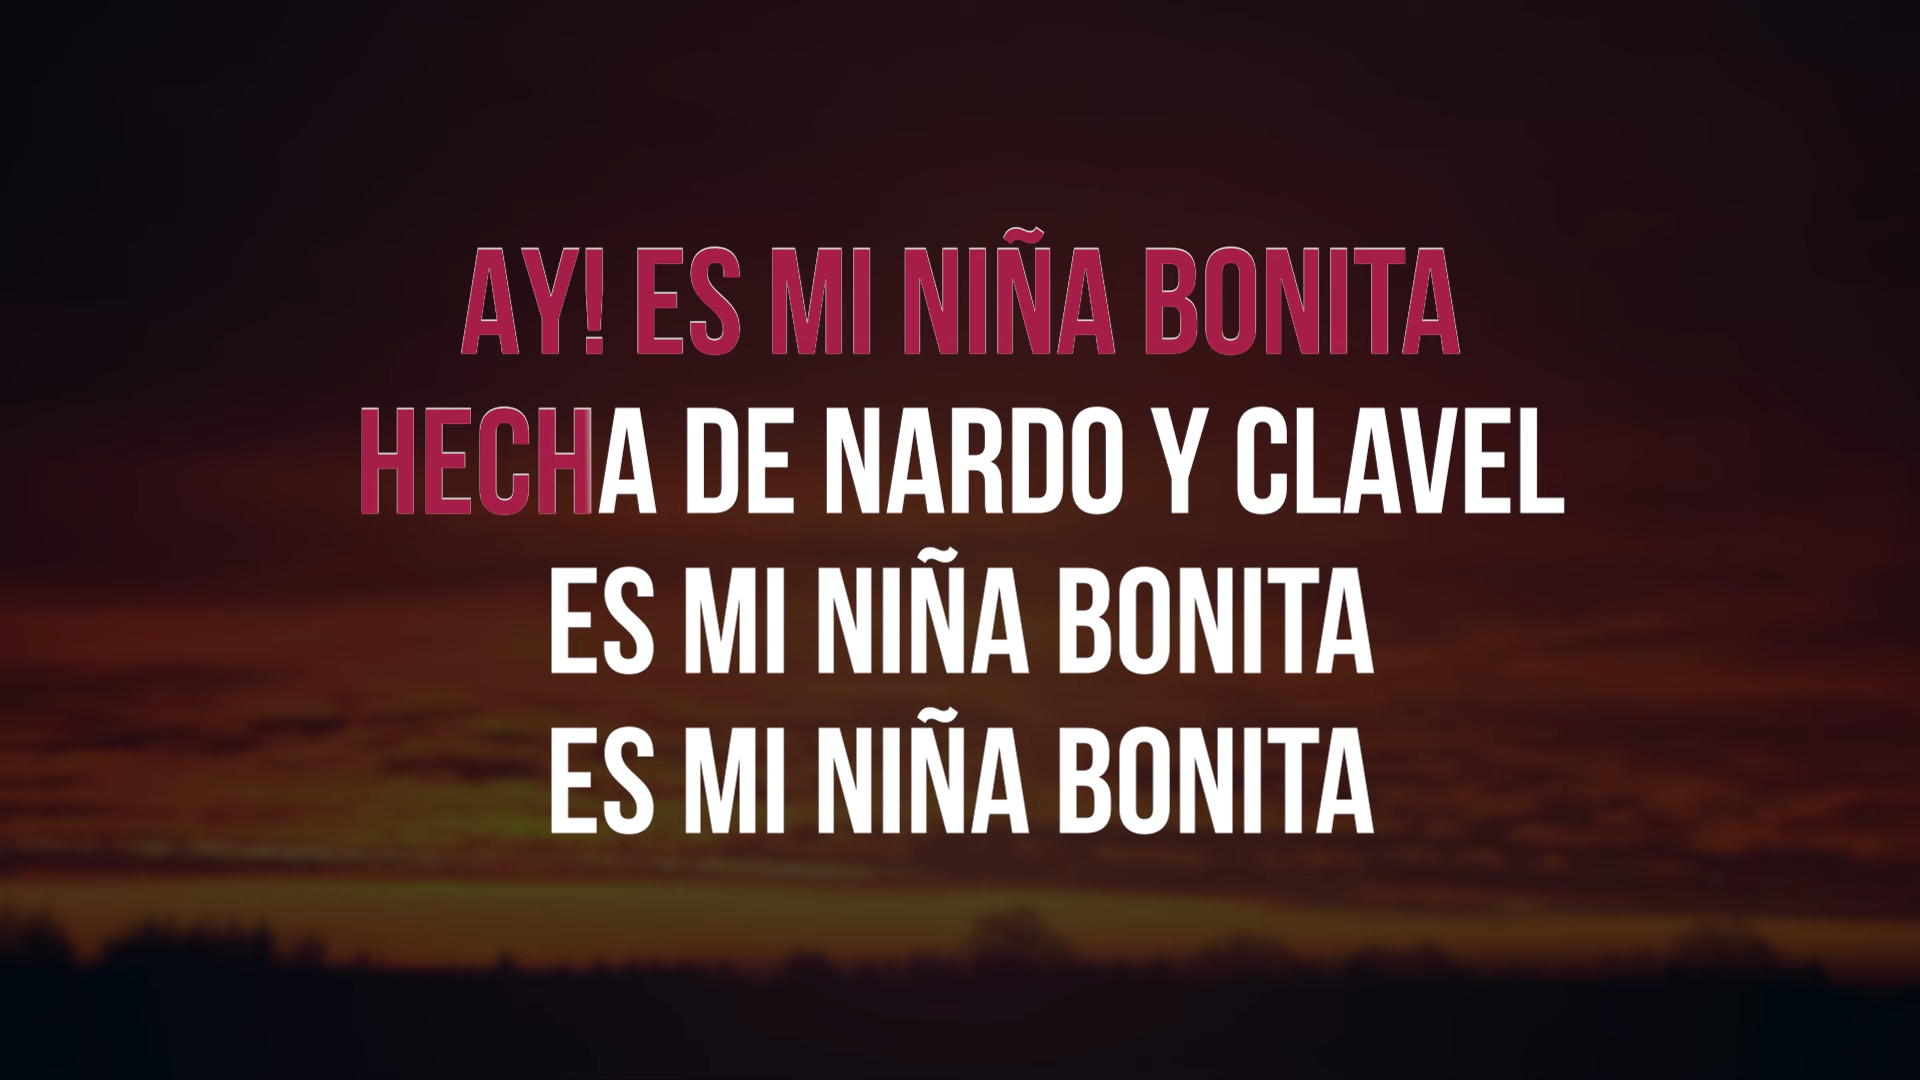 AY! ES MI NIÑA BONITA
HECHA DE NARDO Y CLAVEL
ES MI NIÑA BONITA
ES MI NIÑA BONITA